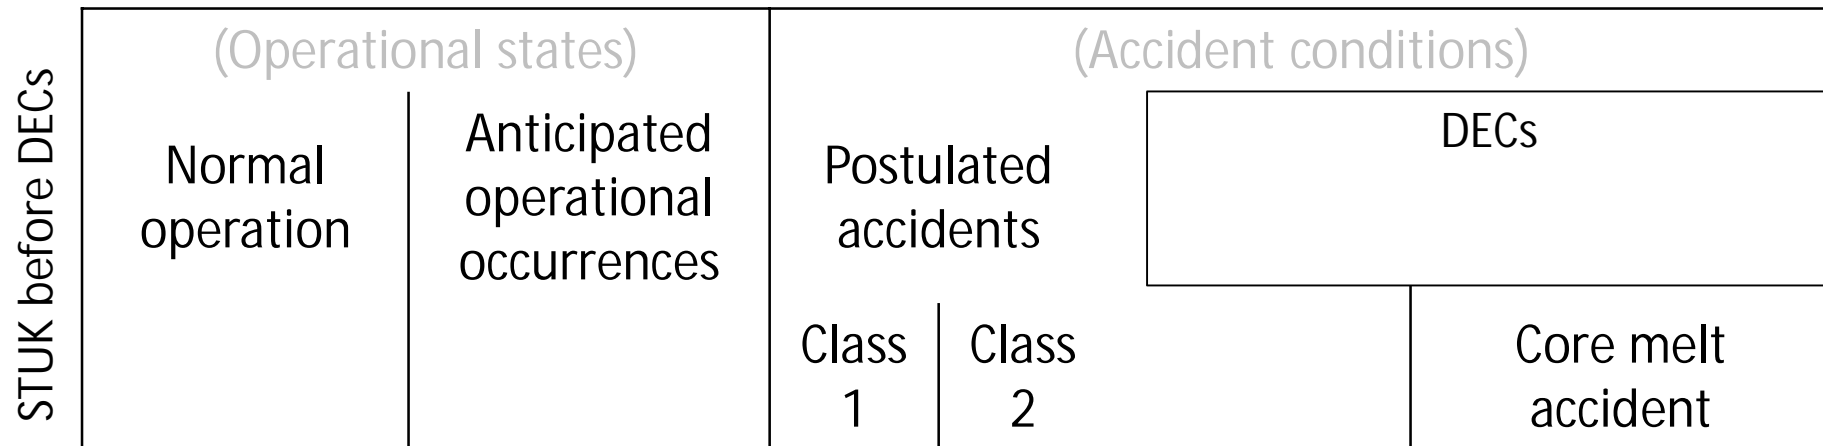 STUK before DECs
(Operational states)
(Accident conditions)
Normal
operation
Anticipated
operational
occurrences
Postulated
accidents
DECs
Class
1
Class
2
Core melt
accident